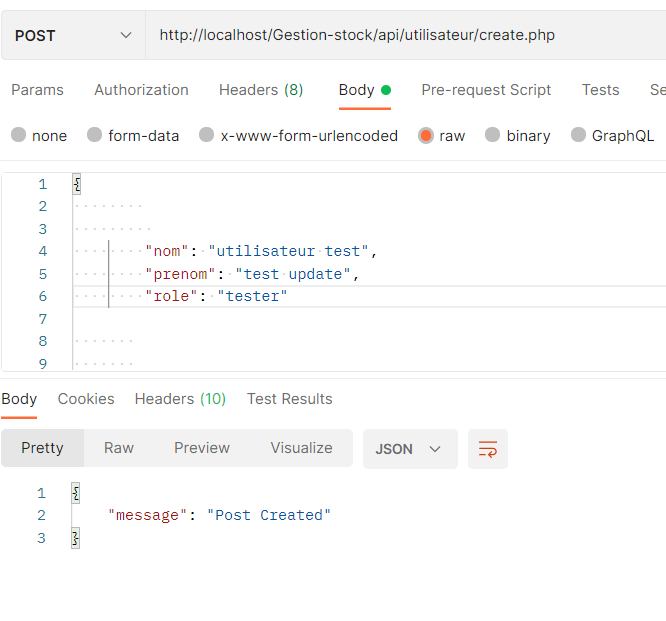 POST http://localhost/Gestion-stock/api/utilisateur/create.php
Params Authorization Headers (8) Body Pre-request Script Tests Se
none form-data x-www-form-urlencoded raw binary GraphQL
1 {
2
3
4 "nom": "utilisateur test",
5 "prenom": "test update",
6 "role": "tester"
7
8
9
Body Cookies Headers (10) Test Results
Pretty Raw Preview Visualize JSON
1 {
2 "message": "Post Created"
3 }